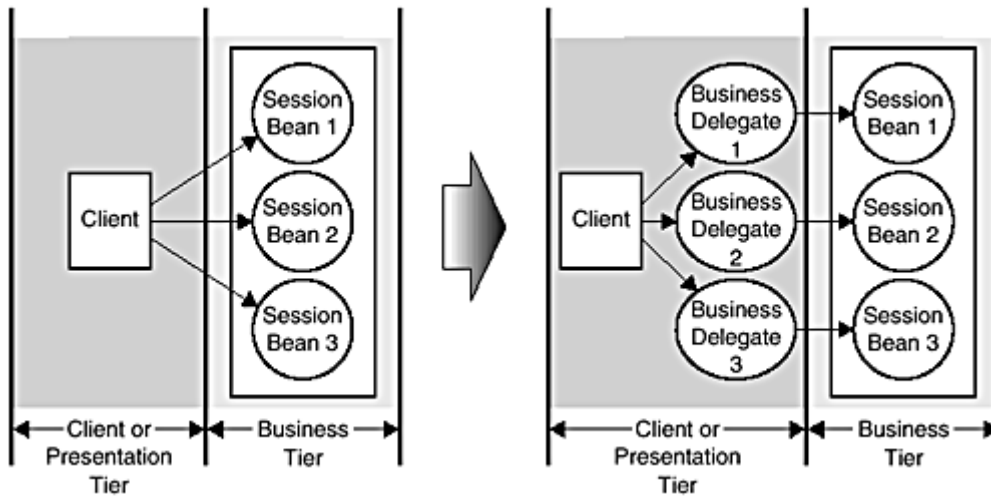 Session
Bean 1
Client
Session
Bean 2
Session
Bean 3
Client or
Presentation
Tier
Business
Tier
Business
Delegate
1
Session
Bean 1
Client
Business
Delegate
2
Session
Bean 2
Business
Delegate
3
Session
Bean 3
Client or
Presentation
Tier
Business
Tier